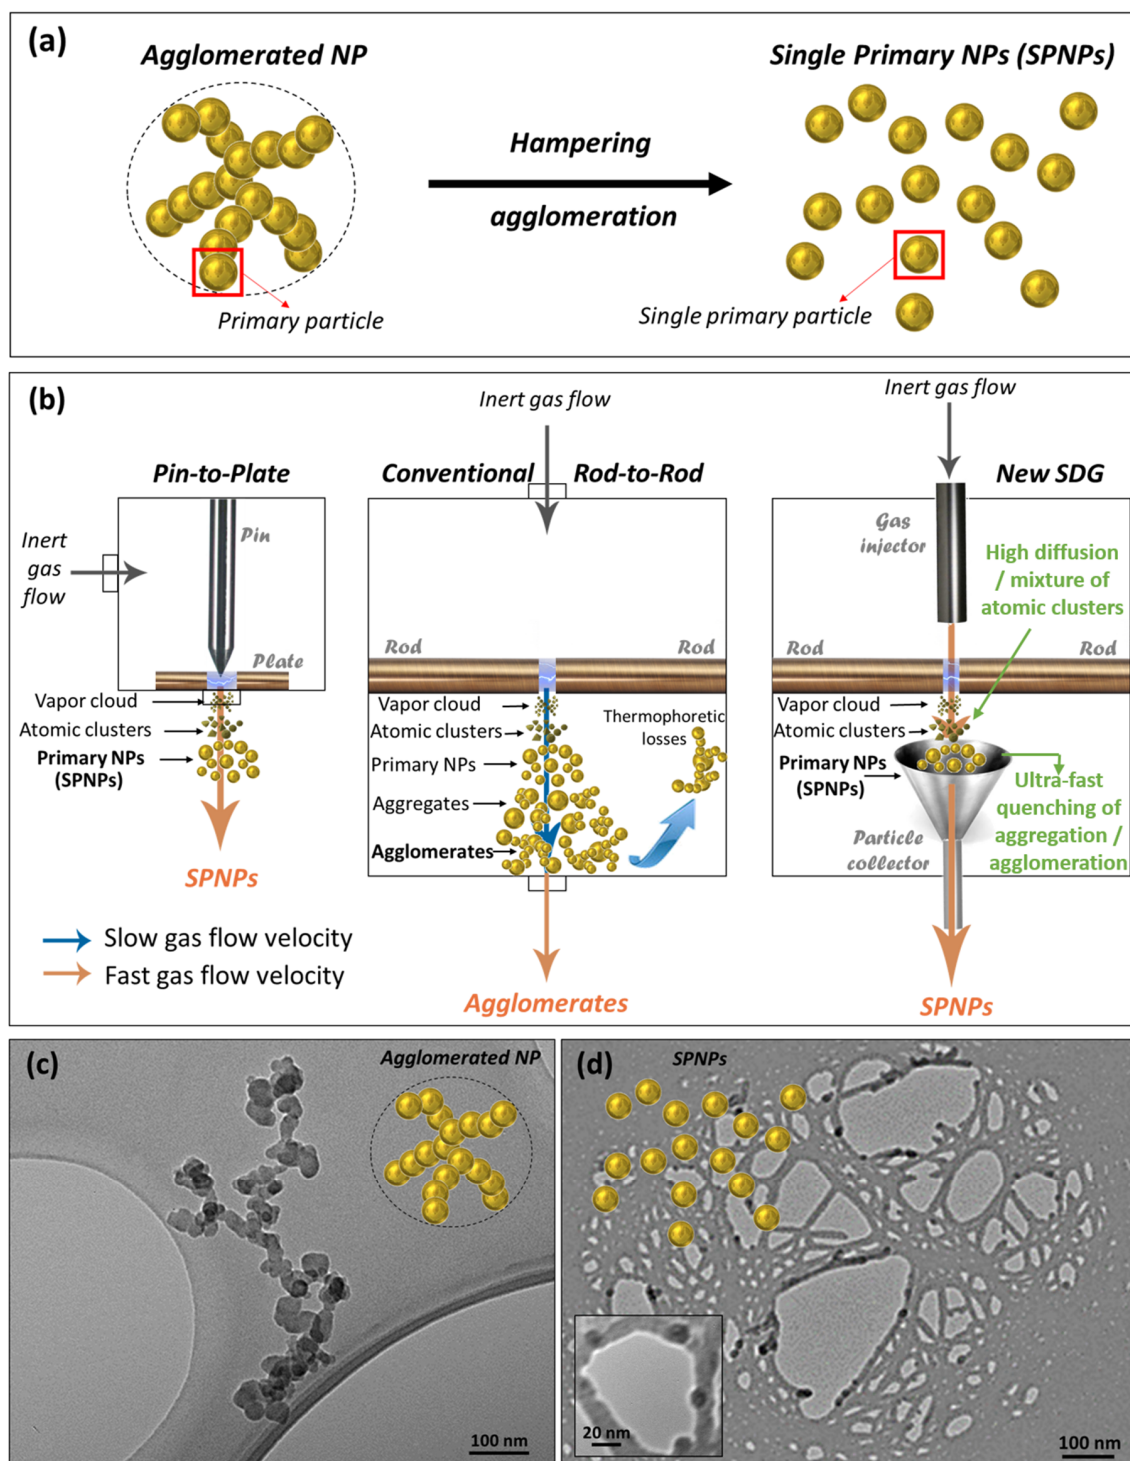 (a)
Agglomerated NP
Single Primary NPs (SPNPs)
Hampering
agglomeration
Primary particle
Single primary particle
(b)
Inert gas flow
Inert gas flow
Pin-to-Plate
Conventional
Rod-to-Rod
New SDG
Inert
gas
flow
Pin
Plate
Vapor cloud
Atomic clusters
Primary NPs
(SPNPs)
SPNPs
Rod
Rod
Vapor cloud
Atomic clusters
Primary NPs
Aggregates
Agglomerates
Thermophoretic
losses
Agglomerates
Gas
injector
High diffusion
/ mixture of
atomic clusters
Rod
Rod
Vapor cloud
Atomic clusters
Primary NPs
(SPNPs)
Particle
collector
Ultra-fast
quenching of
aggregation /
agglomeration
SPNPs
Slow gas flow velocity
Fast gas flow velocity
(c)
Agglomerated NP
100 nm
(d)
SPNPs
20 nm
100 nm